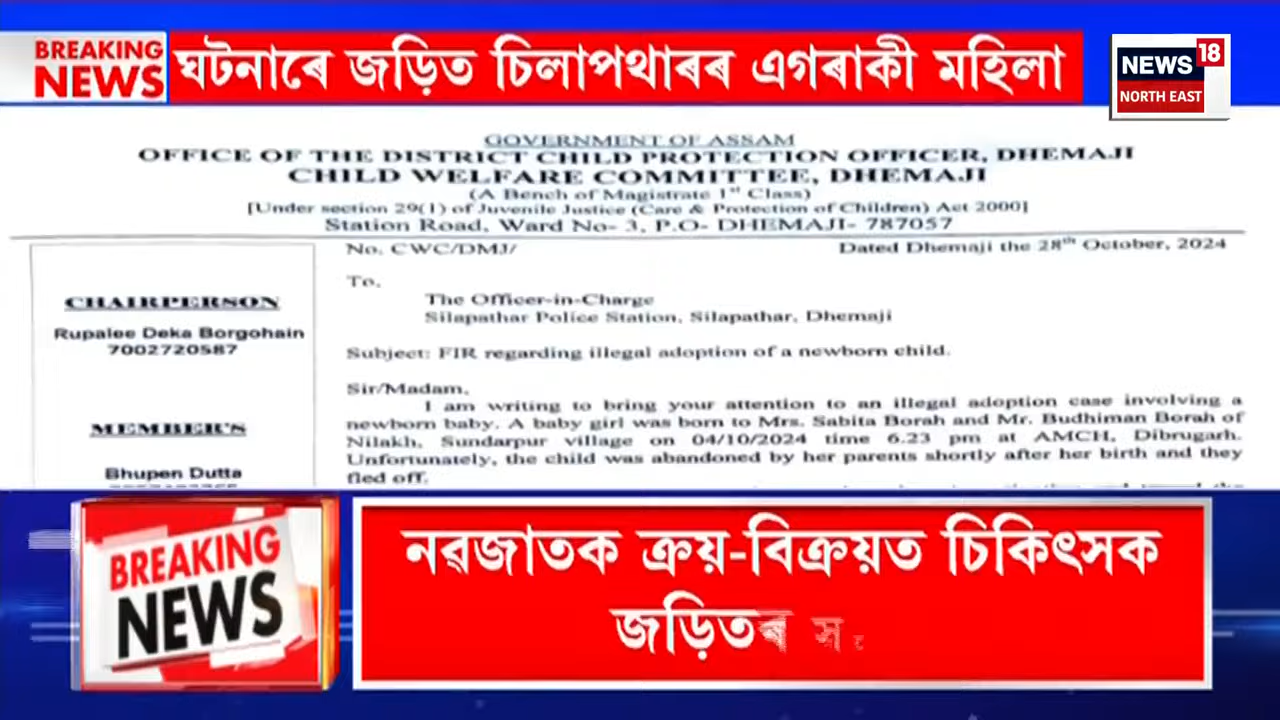 BREAKING
NEWS
ঘটনাৰে জড়িত চিলাপথাৰৰ এগৰাকী মহিলা
NEWS 18
NORTH EAST
GOVERNMENT OF ASSAM
OFFICE OF THE DISTRICT CHILD PROTECTION OFFICER, DHEMAJI
CHILD WELFARE COMMITTEE, DHEMAJI
(A Bench of Magistrate 1st Class)
[Under section 29(1) of Juvenile Justice (Care & Protection of Children) Act 2000]
Station Road, Ward No- 3, P.O- DHEMAJI- 787057
No. CWC/DMJ/ Dated Dhemaji the 28th October, 2024
To,
The Officer-in-Charge
Silapathar Police Station, Silapathar, Dhemaji
Subject: FIR regarding illegal adoption of a newborn child.
Sir/Madam,
I am writing to bring your attention to an illegal adoption case involving a
newborn baby. A baby girl was born to Mrs. Sabita Borah and Mr. Budhiman Borah of
Nilakh, Sundarpur village on 04/10/2024 time 6.23 pm at AMCH, Dibrugarh.
Unfortunately, the child was abandoned by her parents shortly after her birth and they
fled off.
CHAIRPERSON
Rupalee Deka Borgohain
7002720587
MEMBER'S
Bhupen Dutta
BREAKING
NEWS
নৱজাতক ক্ৰয়-বিক্ৰয়ত চিকিৎসক
জড়িতৰ স